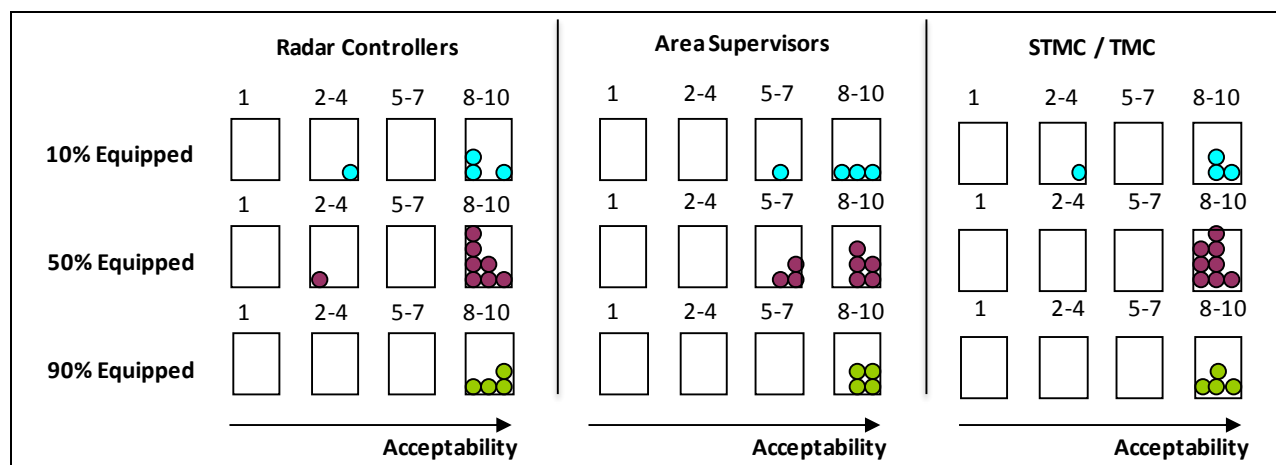 Radar Controllers Area Supervisors STMC / TMC
1 2-4 5-7 8-10 1 2-4 5-7 8-10 1 2-4 5-7 8-10
10% Equipped
1 2-4 5-7 8-10 1 2-4 5-7 8-10 1 2-4 5-7 8-10
50% Equipped
1 2-4 5-7 8-10 1 2-4 5-7 8-10 1 2-4 5-7 8-10
90% Equipped
Acceptability Acceptability Acceptability